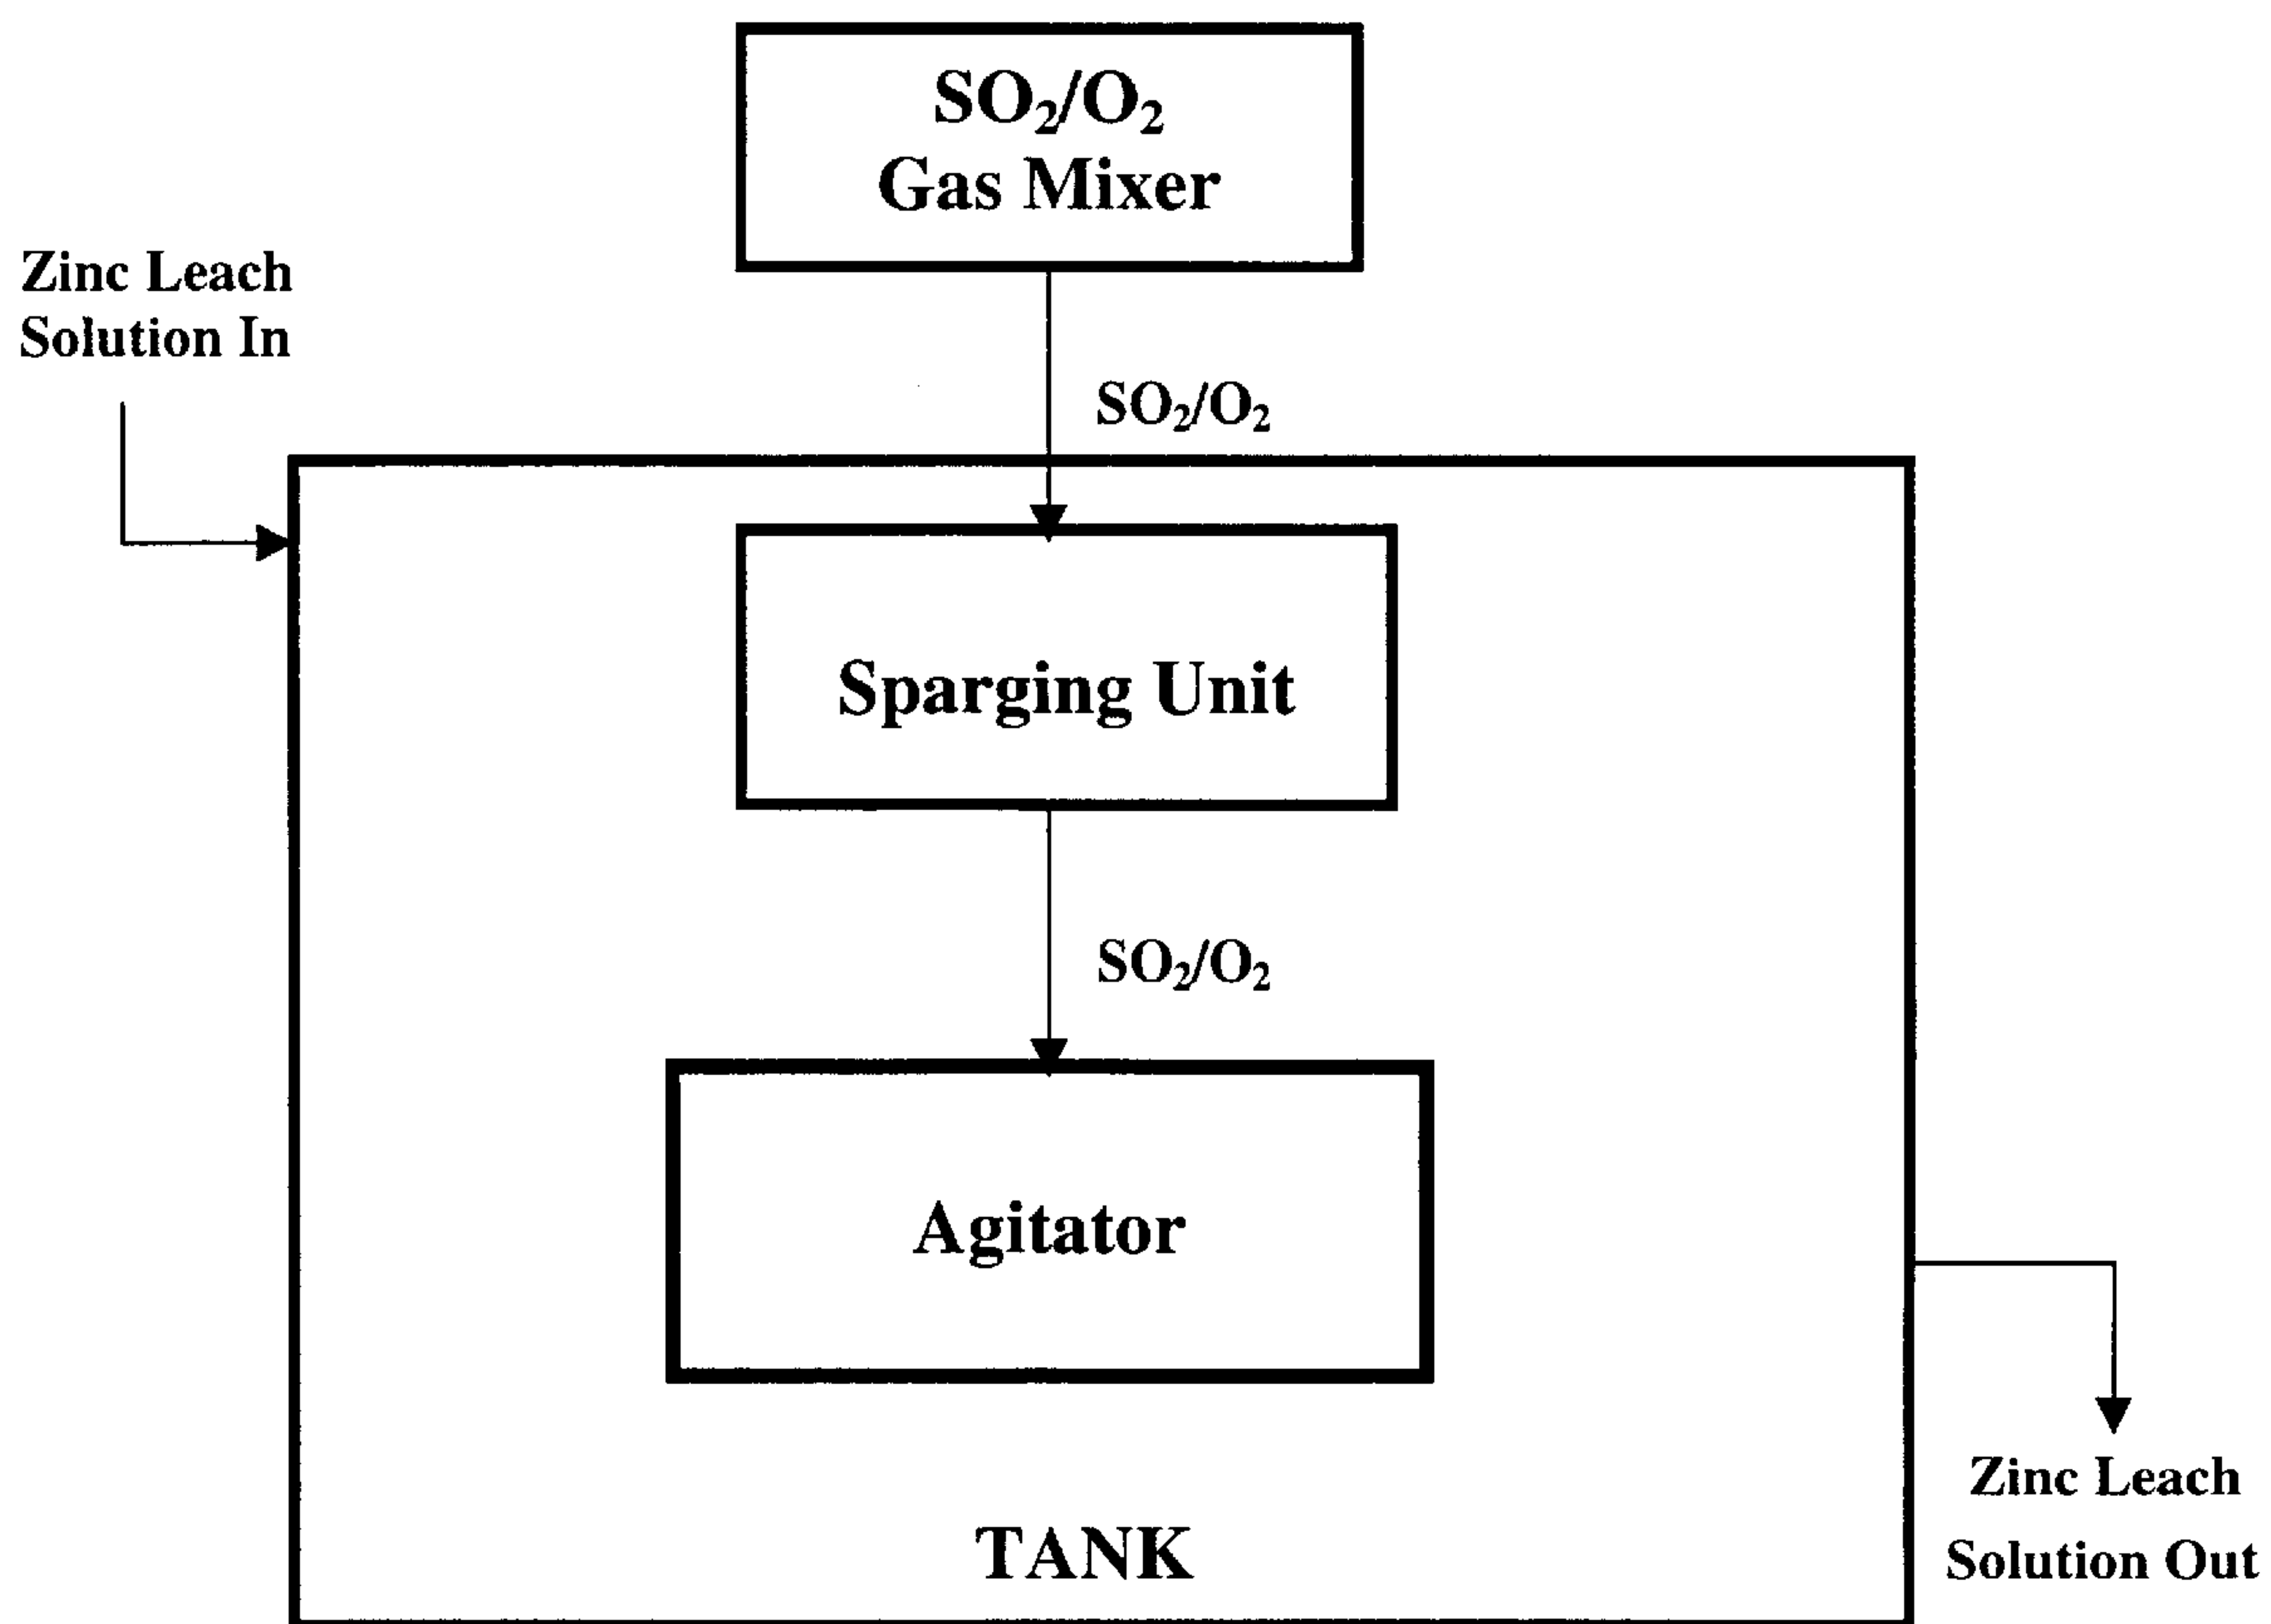 SO₂/O₂
Gas Mixer
Zinc Leach
Solution In
SO₂/O₂
Sparging Unit
SO₂/O₂
Agitator
TANK
Zinc Leach
Solution Out